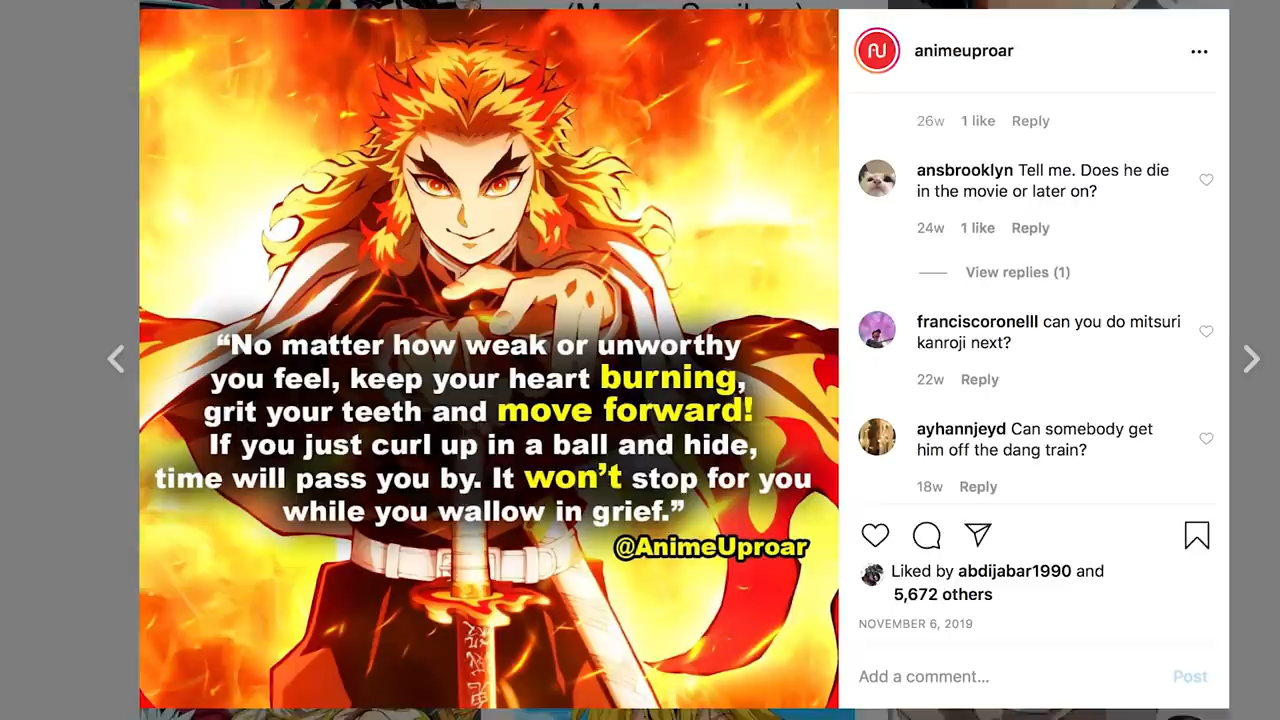 “No matter how weak or unworthy
you feel, keep your heart burning,
grit your teeth and move forward!
If you just curl up in a ball and hide,
time will pass you by. It won’t stop for you
while you wallow in grief.”
@AnimeUproar
animeuproar
26w 1 like Reply
ansbrooklyn Tell me. Does he die
in the movie or later on?
24w 1 like Reply
View replies (1)
franciscoronelll can you do mitsuri
kanroji next?
22w Reply
ayhannjeyd Can somebody get
him off the dang train?
18w Reply
Liked by abdijabar1990 and
5,672 others
NOVEMBER 6, 2019
Add a comment...
Post